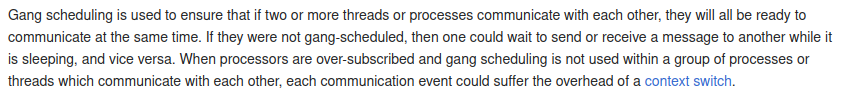 Gang scheduling is used to ensure that if two or more threads or processes communicate with each other, they will all be ready to
communicate at the same time. If they were not gang-scheduled, then one could wait to send or receive a message to another while it
is sleeping, and vice versa. When processors are over-subscribed and gang scheduling is not used within a group of processes or
threads which communicate with each other, each communication event could suffer the overhead of a context switch.